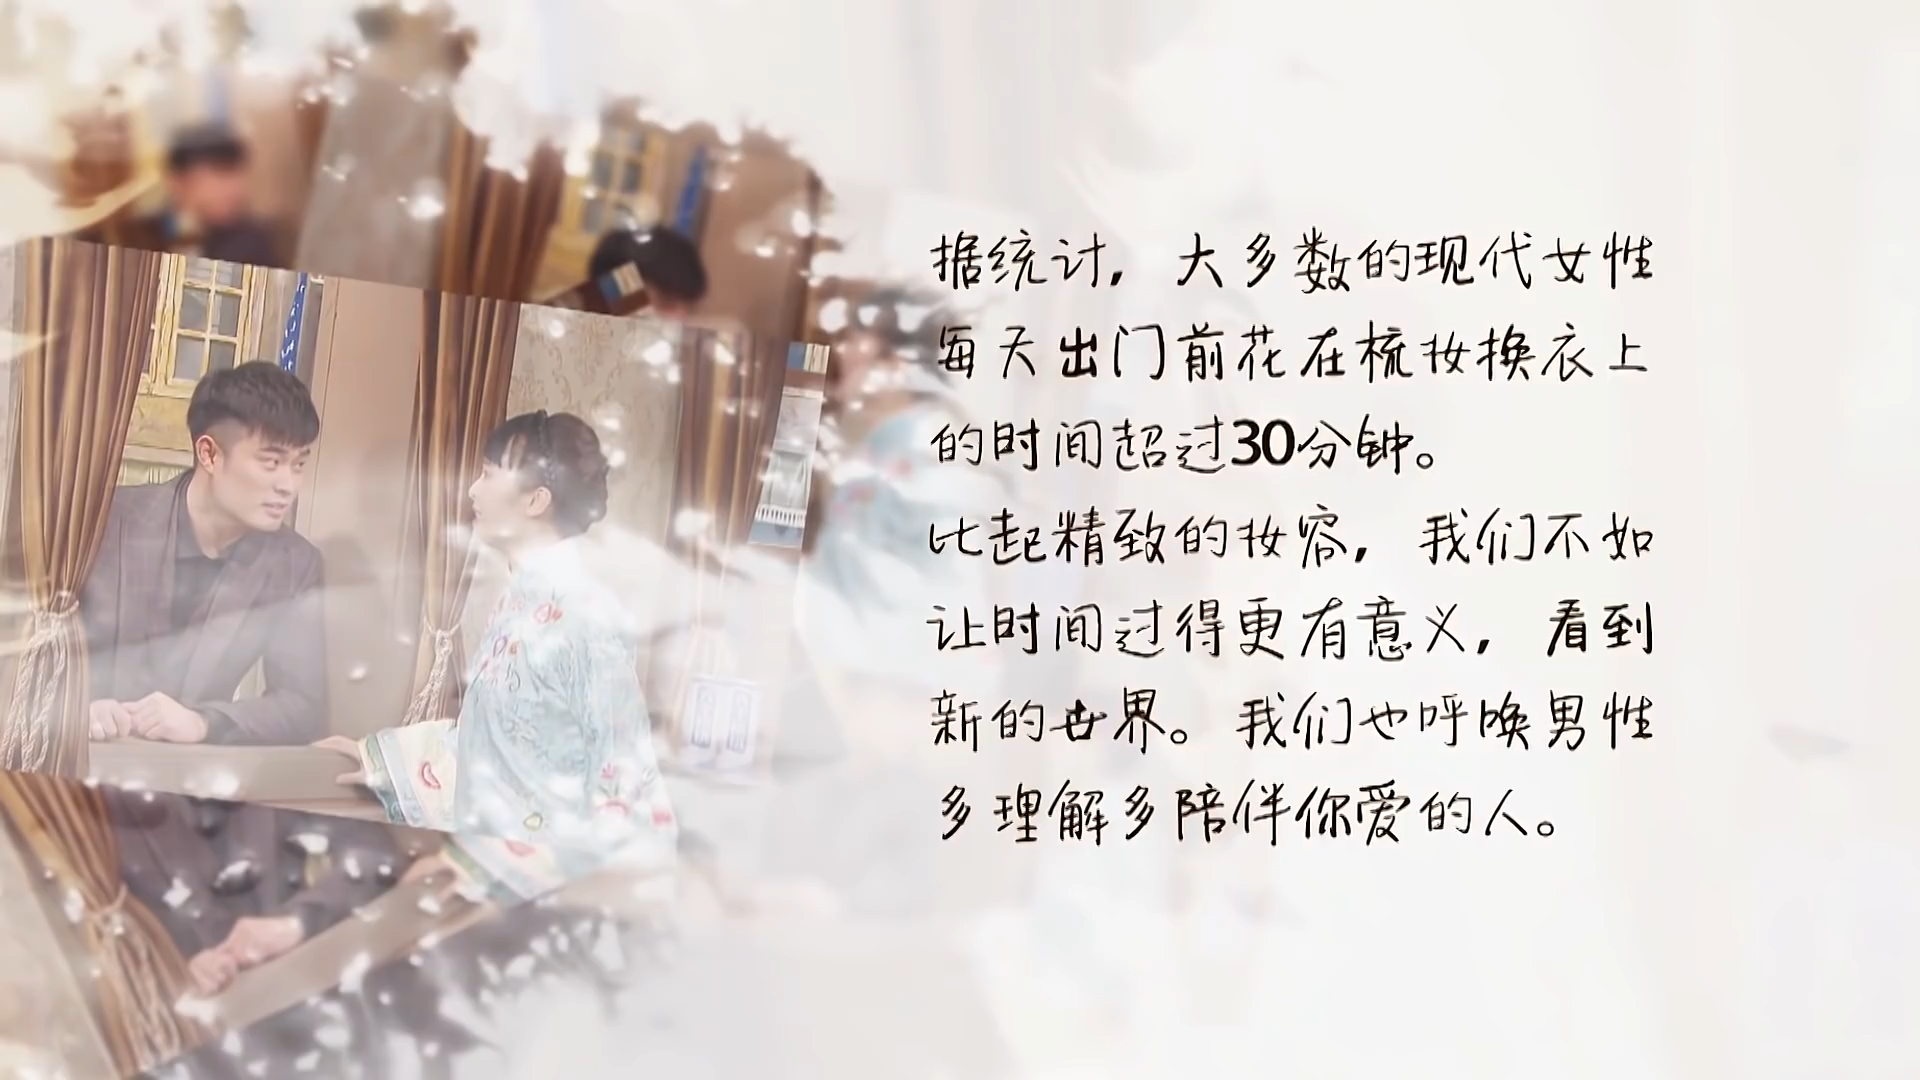 据统计，大多数的现代女性
每天出门前花在梳妆换衣上
的时间超过30分钟。
比起精致的妆容，我们不如
让时间过得更有意义，看到
新的世界。我们也呼唤男性
多理解多陪伴你爱的人。